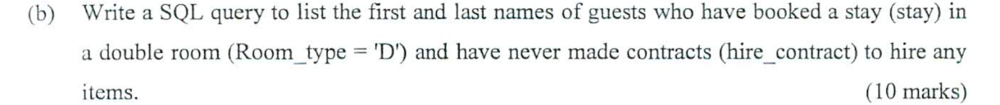 (b) Write a SQL query to list the first and last names of guests who have booked a stay (stay) in
a double room (Room_type = 'D') and have never made contracts (hire_contract) to hire any
items. (10 marks)